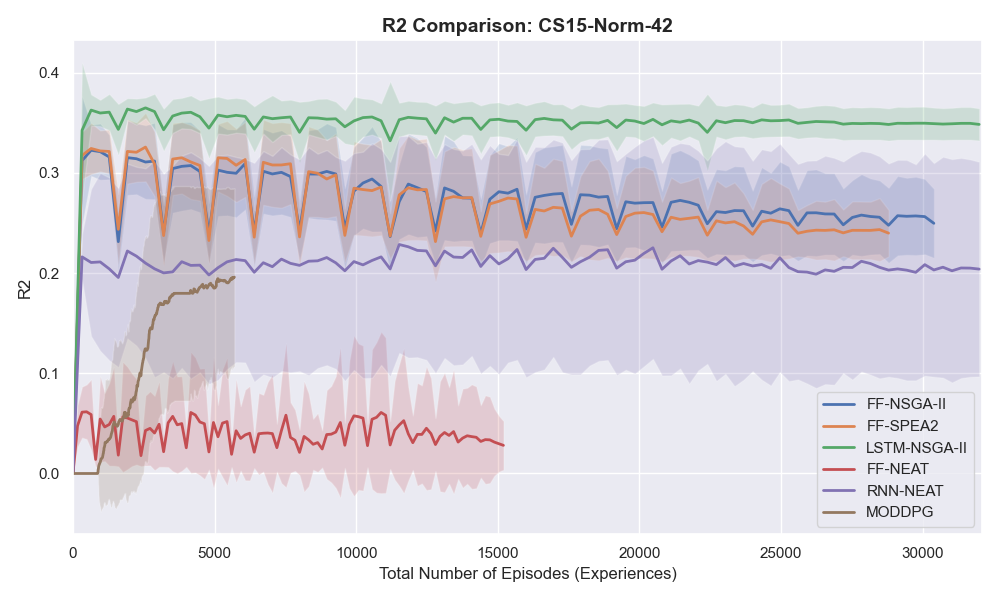 R2 Comparison: CS15-Norm-42
0.4
0.3
0.2
0.1
0.0
R2
0
5000
10000
15000
20000
25000
30000
Total Number of Episodes (Experiences)
FF-NSGA-II
FF-SPEA2
LSTM-NSGA-II
FF-NEAT
RNN-NEAT
MODDPG